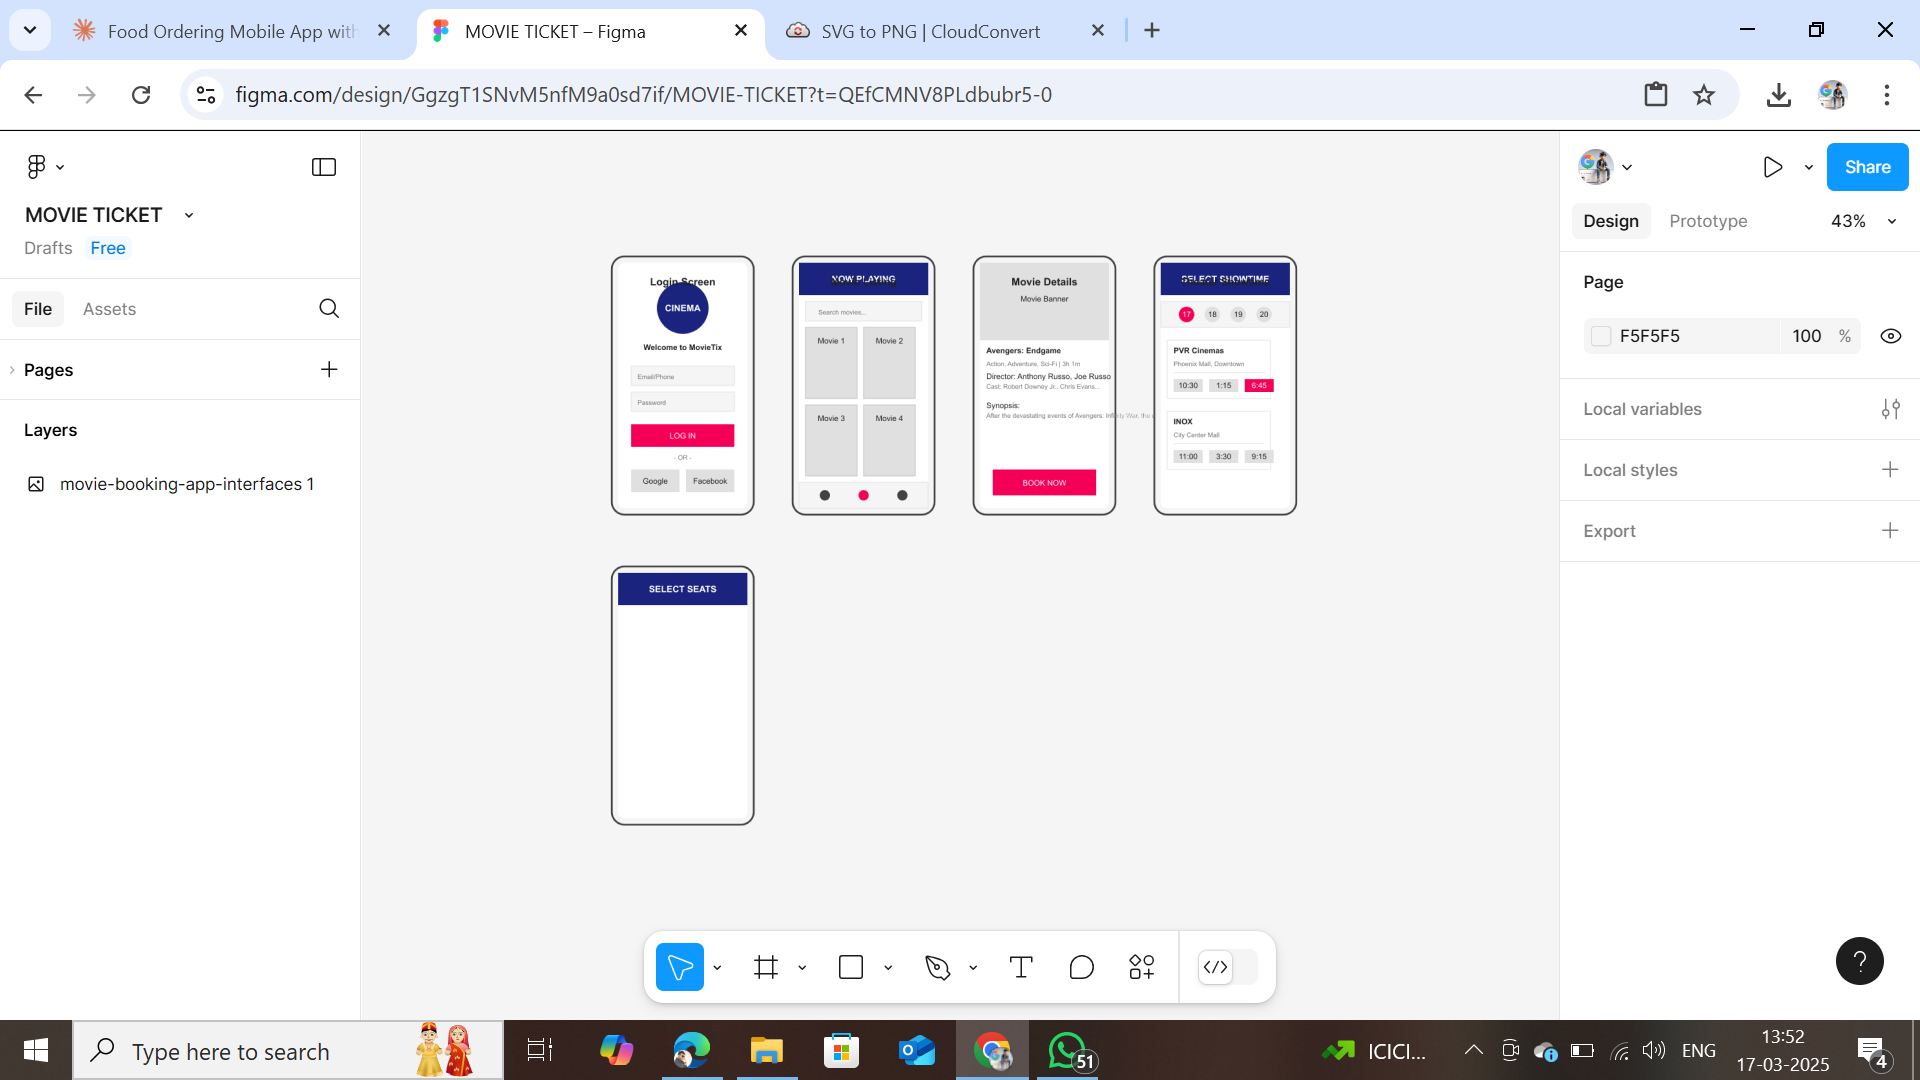 Food Ordering Mobile App with
MOVIE TICKET – Figma
SVG to PNG | CloudConvert
figma.com/design/GgzgT1SNvM5nfM9a0sd7if/MOVIE-TICKET?t=QEfCMNV8PLdbubr5-0
MOVIE TICKET
Drafts
Free
File
Assets
Pages
Layers
movie-booking-app-interfaces 1
Login Screen
CINEMA
Welcome to MovieTix
Email/Phone
Password
LOG IN
- OR -
Google
Facebook
NOW PLAYING
Search movies...
Movie 1
Movie 2
Movie 3
Movie 4
Movie Details
Movie Banner
Avengers: Endgame
Action, Adventure, Sci-Fi | 3h 1m
Director: Anthony Russo, Joe Russo
Cast: Robert Downey Jr., Chris Evans...
Synopsis:
After the devastating events of Avengers: Infinity War, the
BOOK NOW
SELECT SHOWTIME
17
18
19
20
PVR Cinemas
Phoenix Mall, Downtown
10:30
1:15
6:45
INOX
City Center Mall
11:00
3:30
9:15
SELECT SEATS
Share
Design
Prototype
43%
Page
F5F5F5
100
%
Local variables
Local styles
Export
?
Type here to search
51
ICICI...
ENG
13:52
17-03-2025
4